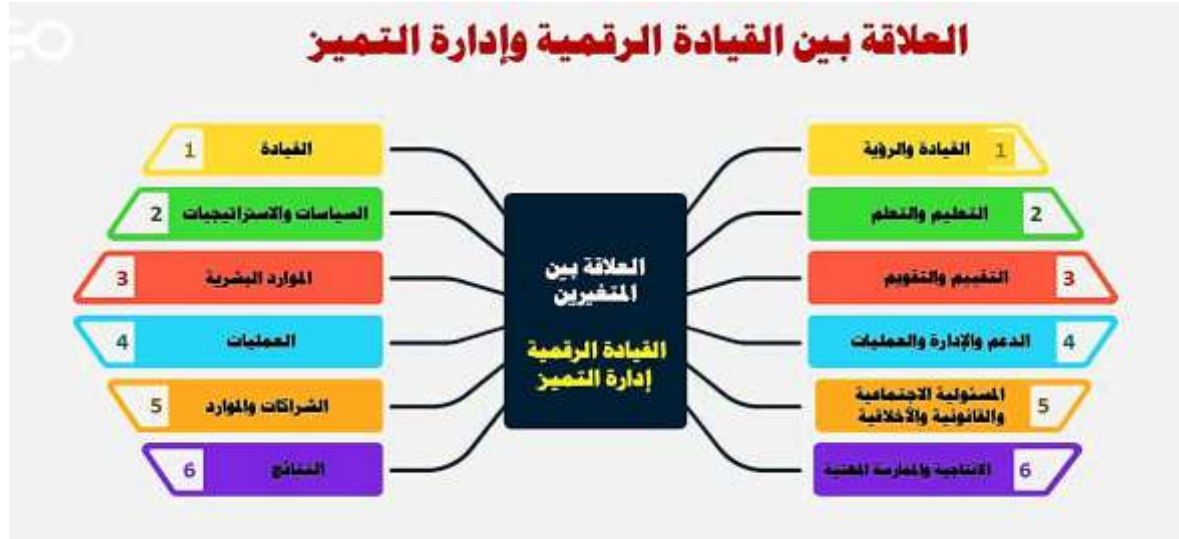 العلاقة بين القيادة الرقمية وإدارة التميز
1 القيادة والرؤية
2 التعليم والتعلم
3 التقييم والتقويم
4 الدعم والإدارة والعمليات
5 المسئولية الاجتماعية
والقانونية والأخلاقية
6 الانتاجية والممارسة المهنية
العلاقة بين
المتغيرين
القيادة الرقمية
إدارة التميز
القيادة 1
السياسات والاستراتيجيات 2
الموارد البشرية 3
العمليات 4
الشراكات والموارد 5
النتائج 6